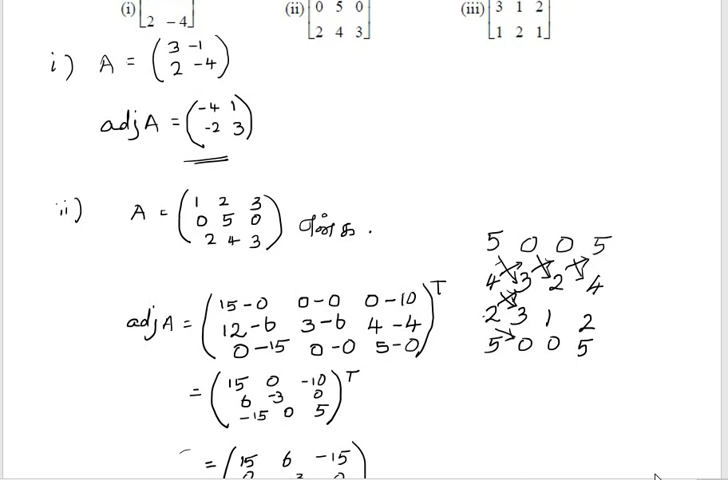 (i) [2 -4] (ii) [0 5 0 (iii) [3 1 2
2 4 3] 1 2 1]
i) A = (3 -1
2 -4)
adj A = (-4 1
-2 3)
ii) A = (1 2 3
0 5 0
2 4 3) என்க.
5 0 0 5
4 3 2 4
2 3 1 2
5 0 0 5
adj A = (15-0 0-0 0-10
12-6 3-6 4-4
0-15 0-0 5-0)T
= (15 0 -10
6 -3 0
-15 0 5)T
= (15 6 -15)